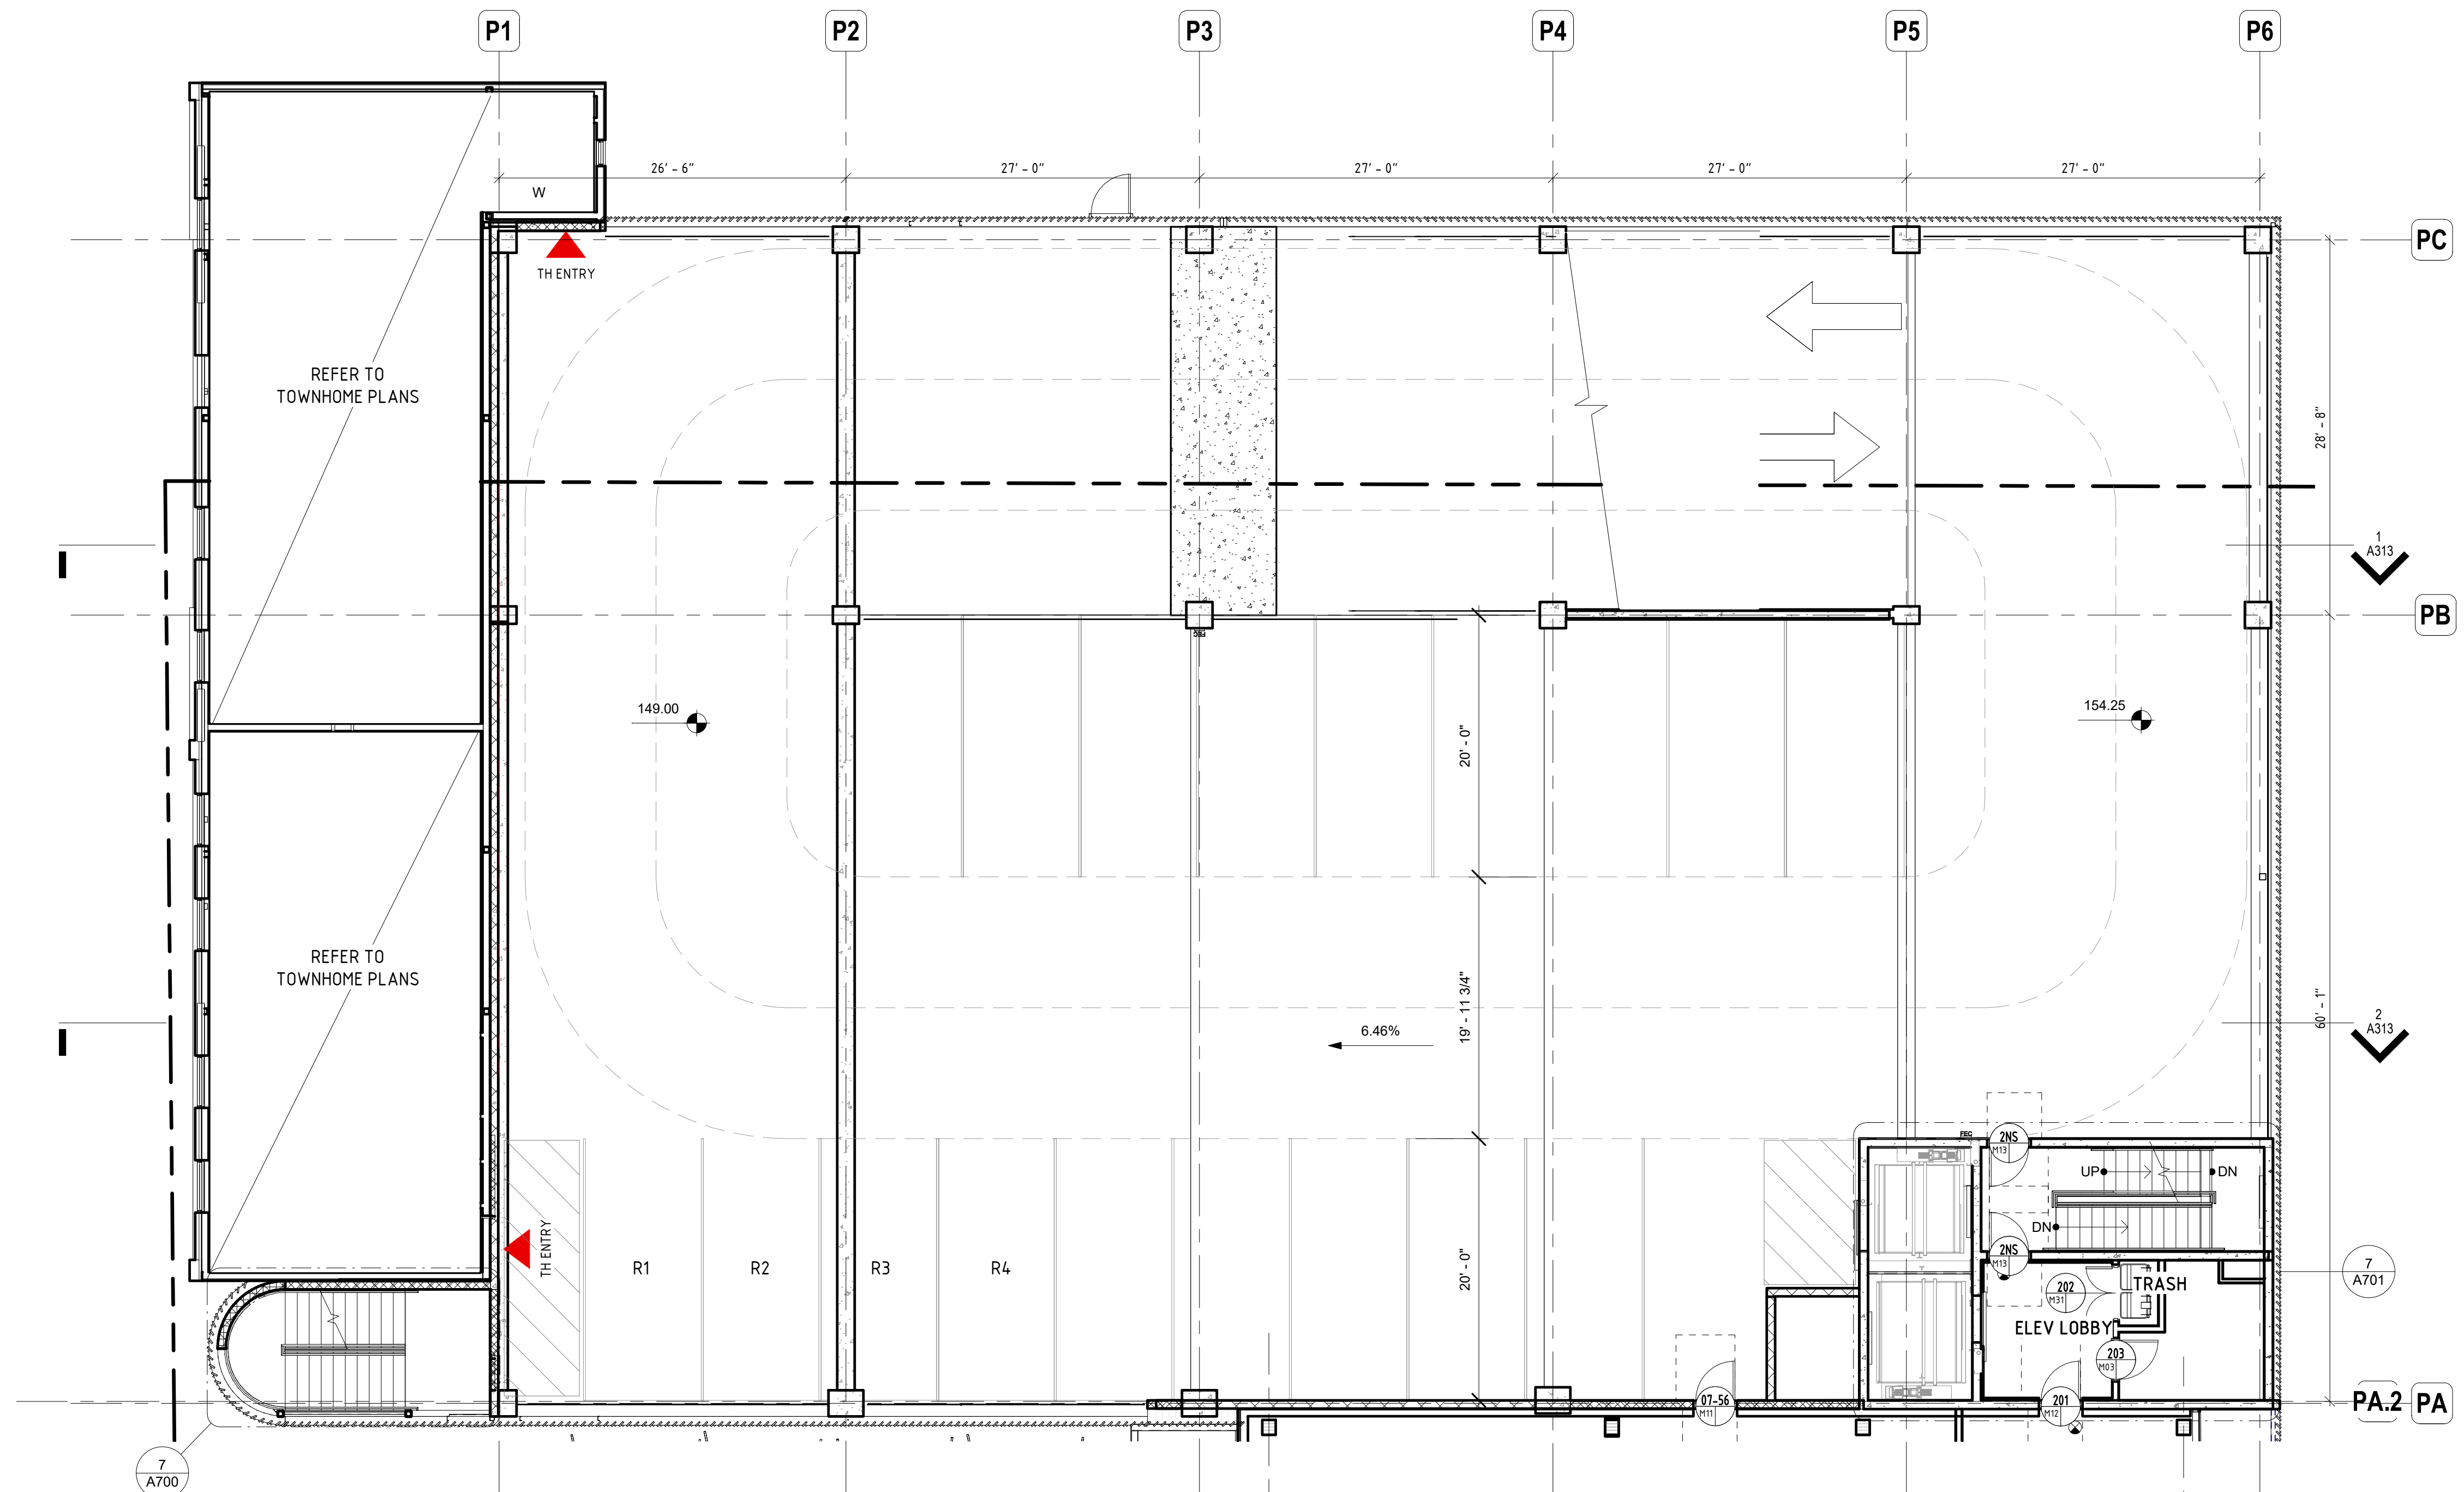 P1 P2 P3 P4 P5 P6
26' - 6" 27' - 0" 27' - 0" 27' - 0" 27' - 0"
W
PC
TH ENTRY
REFER TO
TOWNHOME PLANS
28' - 8"
1
A313
PB
FEC
149.00
154.25
20' - 0"
REFER TO
TOWNHOME PLANS
19' - 11 3/4"
6.46%
60' - 1"
2
A313
FEC
2NS
M13
UP
DN
DN
TH ENTRY
R1 R2 R3 R4
20' - 0"
2NS
M13
7
A701
202
M31
TRASH
ELEV LOBBY
203
M03
07-56
M11
201
M12
PA.2
PA
7
A700